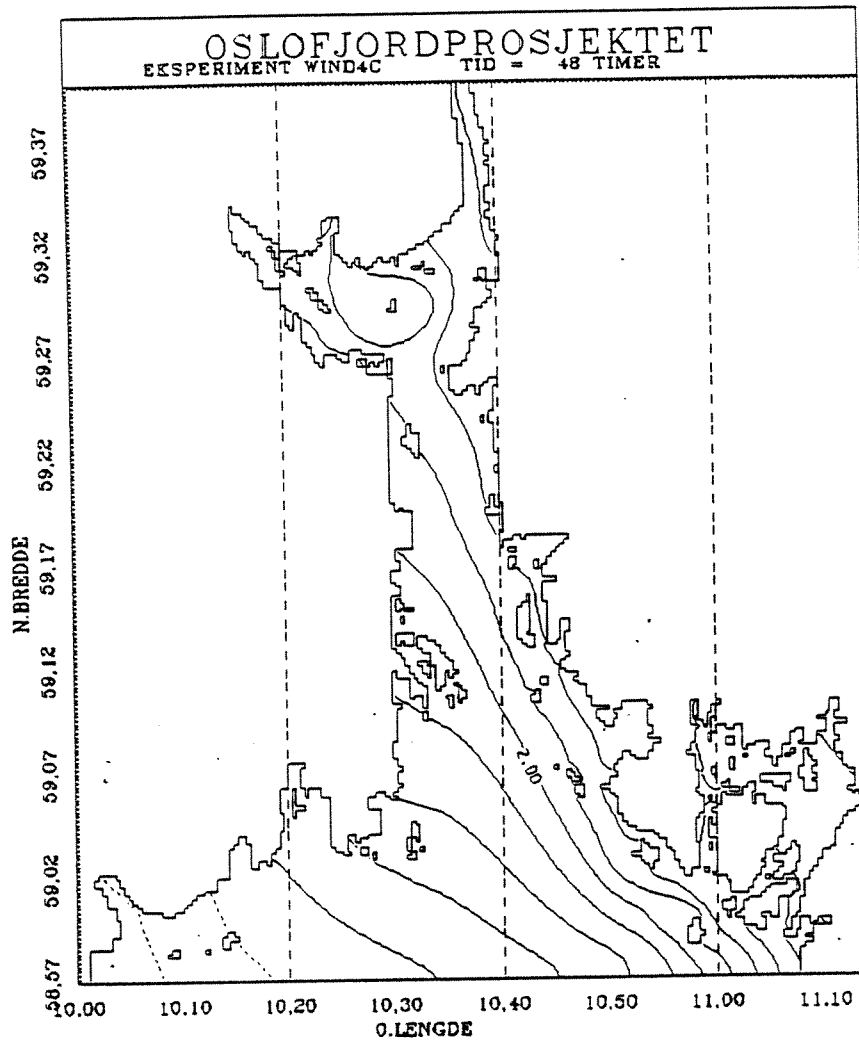 OSLOFJORDPROSJEKTET
EKSPERIMENT WIND4C TID = 48 TIMER
59,37
59,32
59,27
59,22
59,17
59,12
59,07
59,02
58,57
N.BREDDE
2.00
10.00 10.10 10,20 10,30 10,40 10,50 11.00 11.10
O.LENGDE